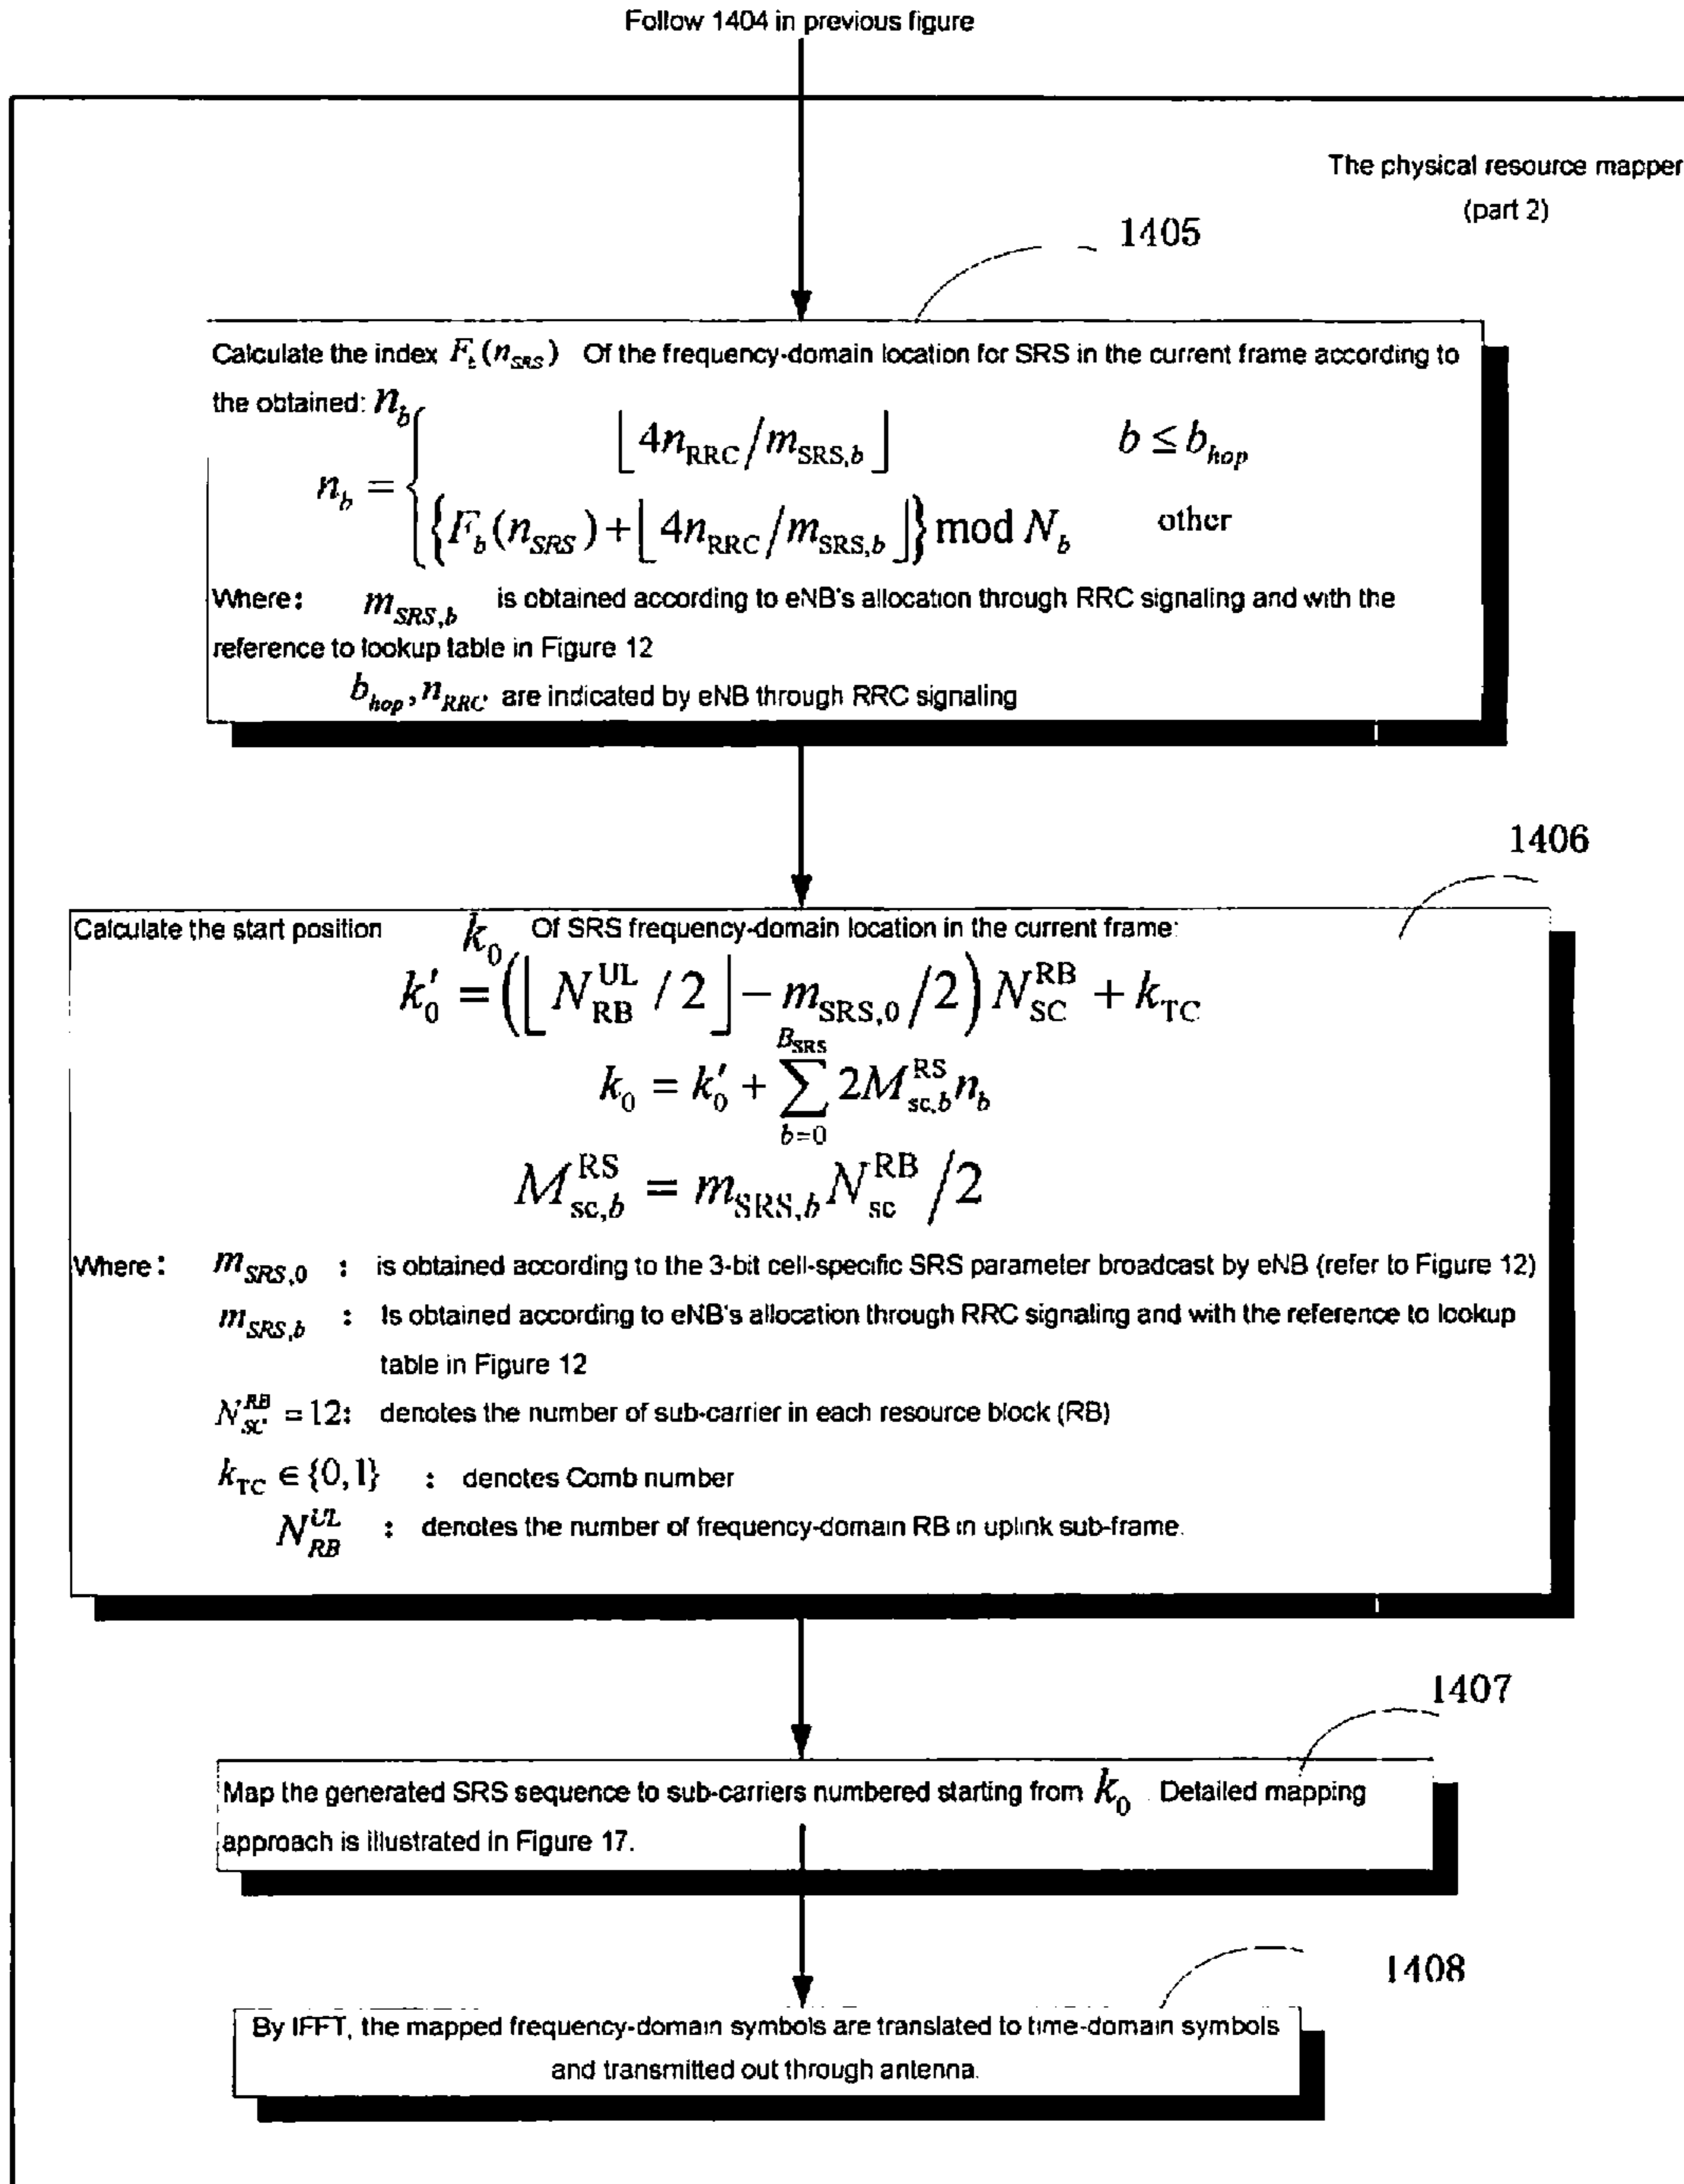 Follow 1404 in previous figure
The physical resource mapper
(part 2)
1405
Calculate the index F_b(n_SRS) Of the frequency-domain location for SRS in the current frame according to
the obtained: n_b
n_b = { ⌊4n_RRC/m_SRS,b⌋ b ≤ b_hop
{F_b(n_SRS)+⌊4n_RRC/m_SRS,b⌋} mod N_b other
Where: m_SRS,b is obtained according to eNB's allocation through RRC signaling and with the
reference to lookup table in Figure 12
b_hop, n_RRC are indicated by eNB through RRC signaling
1406
Calculate the start position k_0 Of SRS frequency-domain location in the current frame:
k'_0 = (⌊N_RB^UL / 2⌋ − m_SRS,0/2) N_SC^RB + k_TC
k_0 = k'_0 + ∑_{b=0}^{B_SRS} 2M_sc,b^RS n_b
M_sc,b^RS = m_SRS,b N_sc^RB /2
Where: m_SRS,0 : is obtained according to the 3-bit cell-specific SRS parameter broadcast by eNB (refer to Figure 12)
m_SRS,b : Is obtained according to eNB's allocation through RRC signaling and with the reference to lookup
table in Figure 12
N_SC^RB = 12: denotes the number of sub-carrier in each resource block (RB)
k_TC ∈ {0,1} : denotes Comb number
N_RB^UL : denotes the number of frequency-domain RB in uplink sub-frame.
1407
Map the generated SRS sequence to sub-carriers numbered starting from k_0 . Detailed mapping
approach is illustrated in Figure 17.
1408
By IFFT, the mapped frequency-domain symbols are translated to time-domain symbols
and transmitted out through antenna.